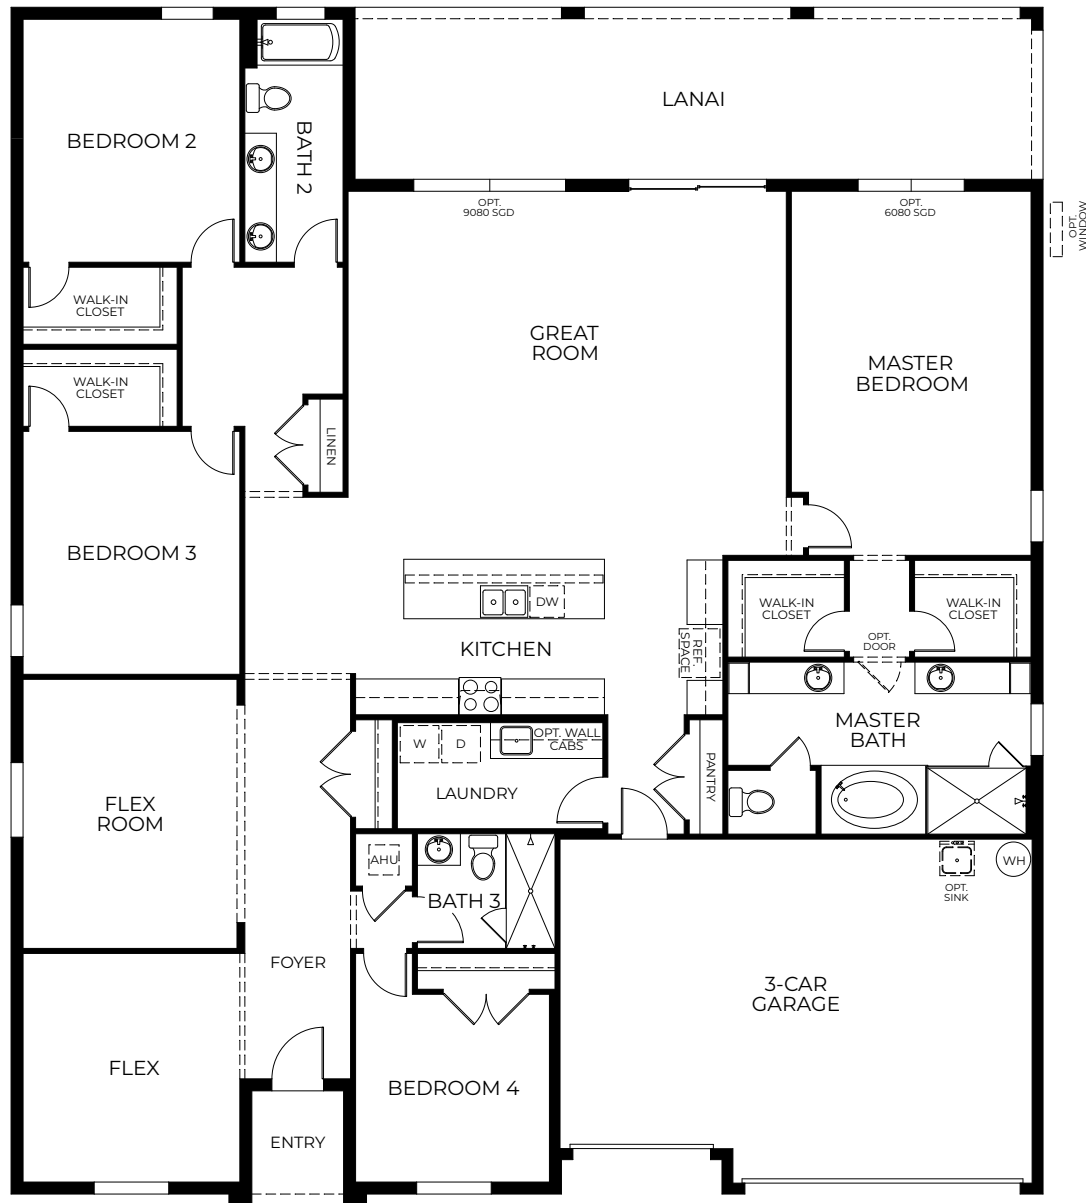 LANAI
BEDROOM 2
BATH 2
OPT.
9080 SGD
OPT.
6080 SGD
OPT.
WINDOW
WALK-IN
CLOSET
GREAT
ROOM
MASTER
BEDROOM
WALK-IN
CLOSET
LINEN
BEDROOM 3
DW
WALK-IN
CLOSET
WALK-IN
CLOSET
KITCHEN
REF.
SPACE
OPT.
DOOR
MASTER
BATH
W
D
OPT. WALL
CABS
LAUNDRY
PANTRY
FLEX
ROOM
AHU
BATH 3
WH
OPT.
SINK
FOYER
3-CAR
GARAGE
FLEX
BEDROOM 4
ENTRY